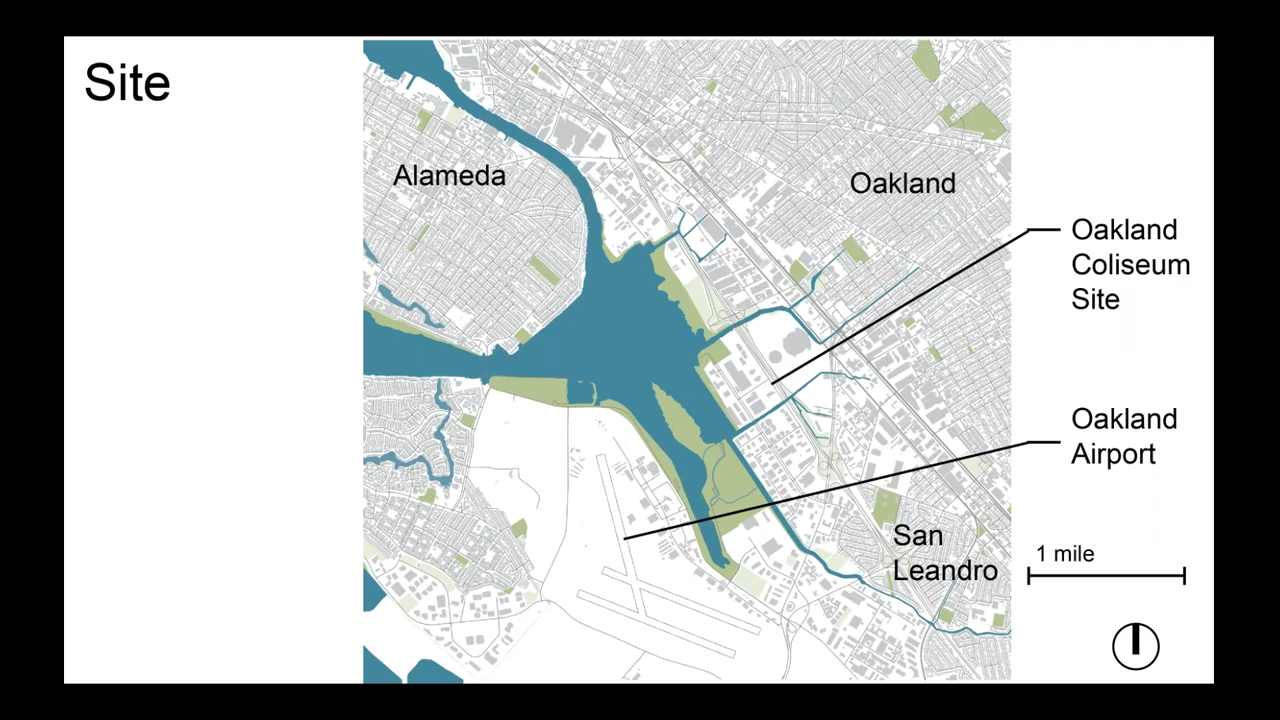 Site
Alameda
Oakland
Oakland
Coliseum
Site
Oakland
Airport
San
Leandro
1 mile